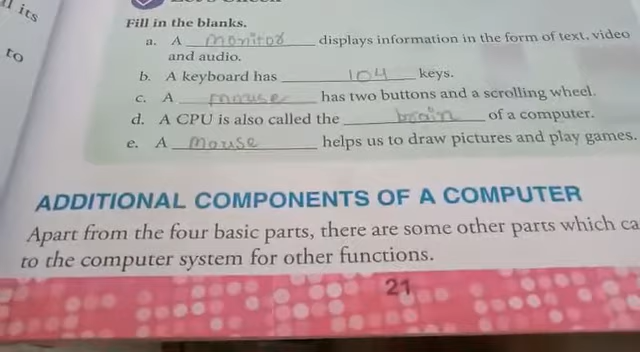 its
to
Fill in the blanks.
a. A monitor displays information in the form of text, video
and audio.
b. A keyboard has 104 keys.
c. A mouse has two buttons and a scrolling wheel.
d. A CPU is also called the brain of a computer.
e. A mouse helps us to draw pictures and play games.
ADDITIONAL COMPONENTS OF A COMPUTER
Apart from the four basic parts, there are some other parts which ca
to the computer system for other functions.
21